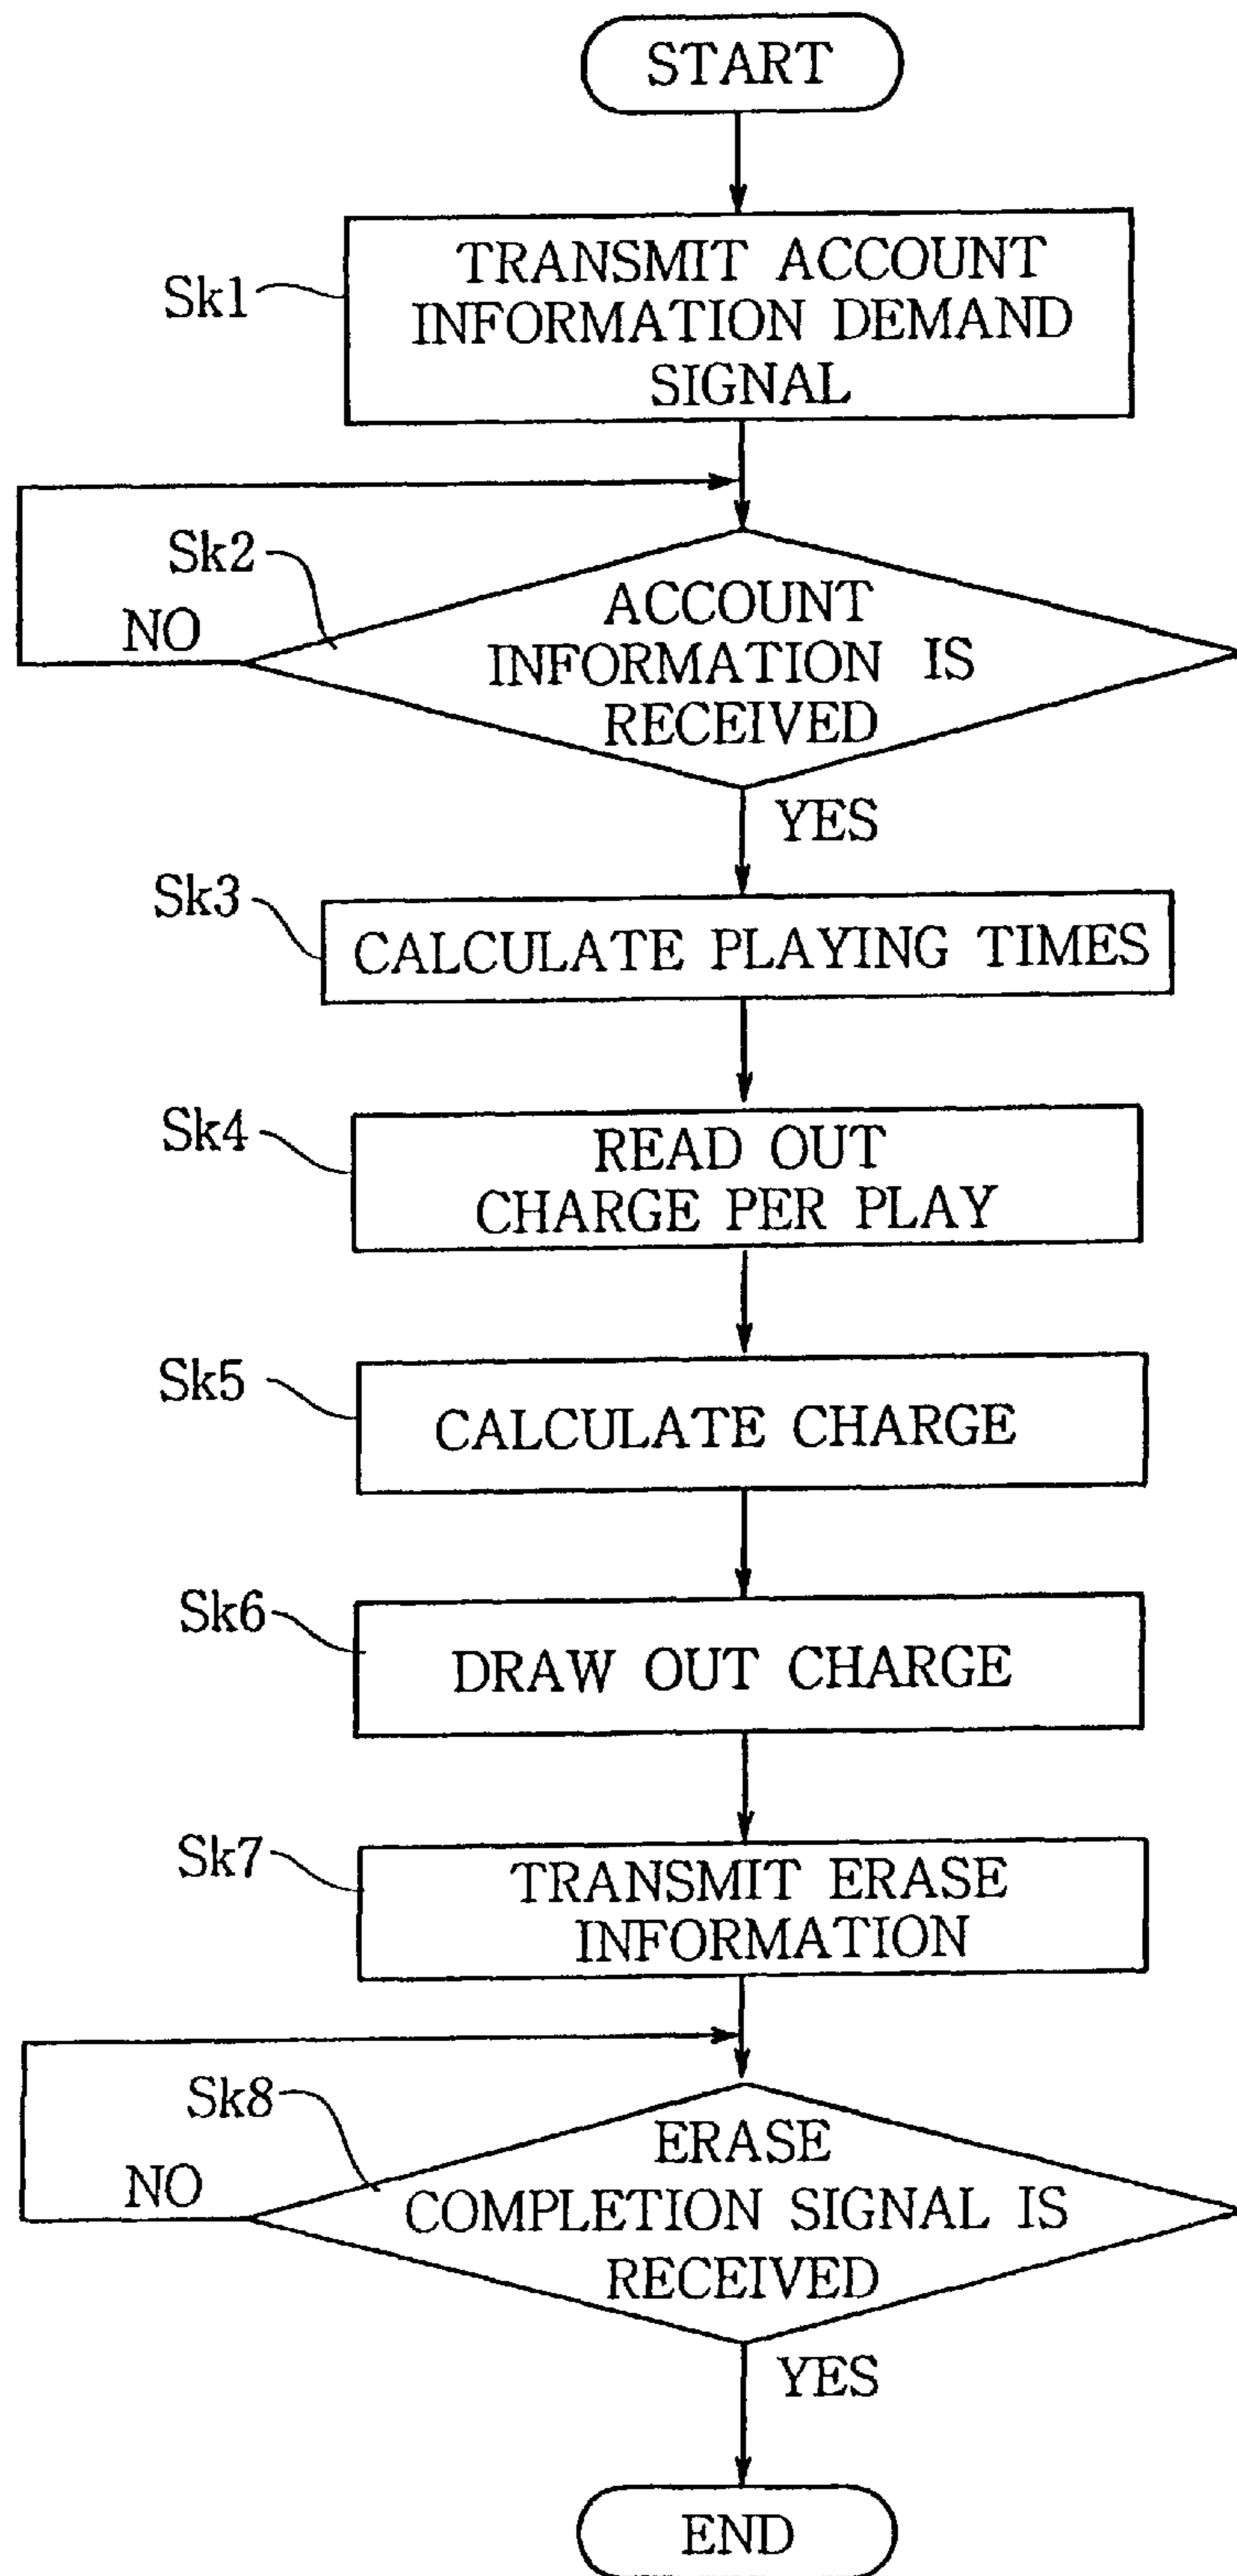 START
Sk1
TRANSMIT ACCOUNT
INFORMATION DEMAND
SIGNAL
Sk2
NO
ACCOUNT
INFORMATION IS
RECEIVED
YES
Sk3
CALCULATE PLAYING TIMES
Sk4
READ OUT
CHARGE PER PLAY
Sk5
CALCULATE CHARGE
Sk6
DRAW OUT CHARGE
Sk7
TRANSMIT ERASE
INFORMATION
Sk8
NO
ERASE
COMPLETION SIGNAL IS
RECEIVED
YES
END